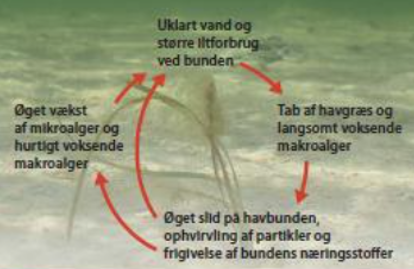 Uklart vand og
større iltforbrug
ved bunden
Øget vækst
af mikroalger og
hurtigt voksende
makroalger
Tab af havgræs og
langsomt voksende
makroalger
Øget slid på havbunden,
ophvirvling af partikler og
frigivelse af bundens næringsstoffer